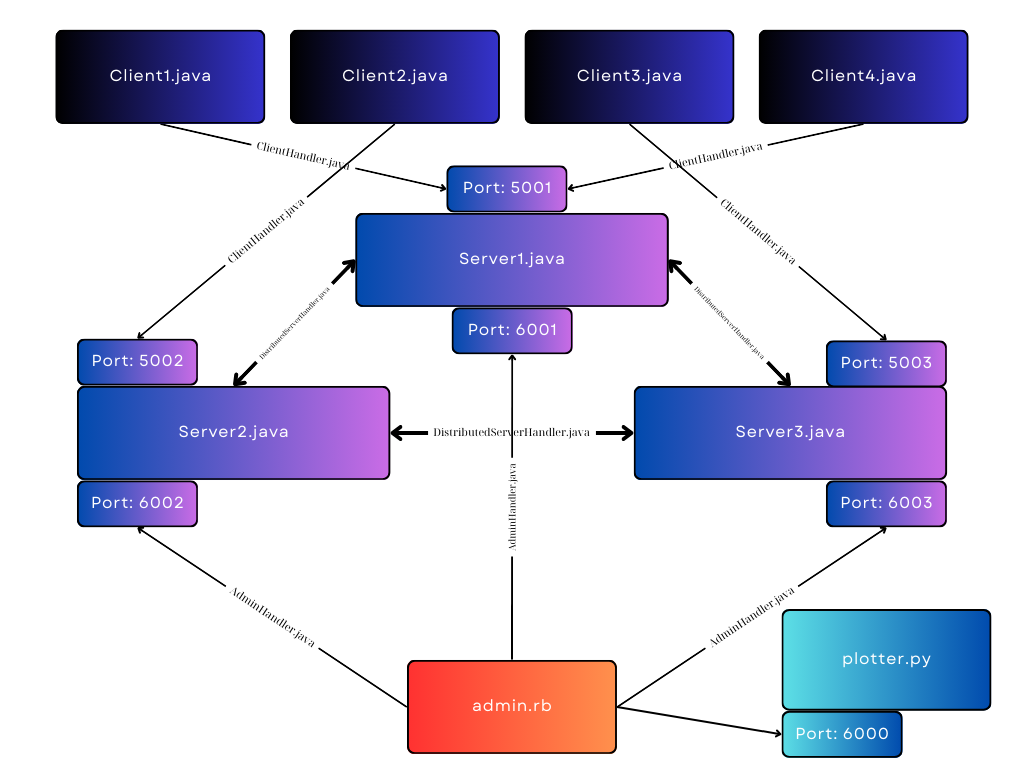 Client1.java
Client2.java
Client3.java
Client4.java
ClientHandler.java
ClientHandler.java
Port: 5001
ClientHandler.java
ClientHandler.java
Server1.java
DistributedServerHandler.java
DistributedServerHandler.java
Port: 6001
Port: 5002
Port: 5003
Server2.java
DistributedServerHandler.java
Server3.java
Port: 6002
AdminHandler.java
Port: 6003
AdminHandler.java
AdminHandler.java
plotter.py
admin.rb
Port: 6000